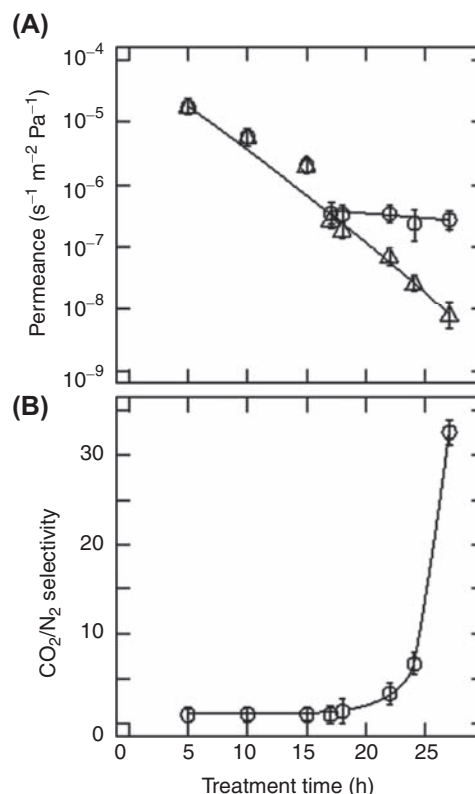 (A)
10⁻⁴
10⁻⁵
10⁻⁶
10⁻⁷
10⁻⁸
10⁻⁹
Permeance (s⁻¹ m⁻² Pa⁻¹)
(B)
30
20
10
0
CO₂/N₂ selectivity
0 5 10 15 20 25
Treatment time (h)